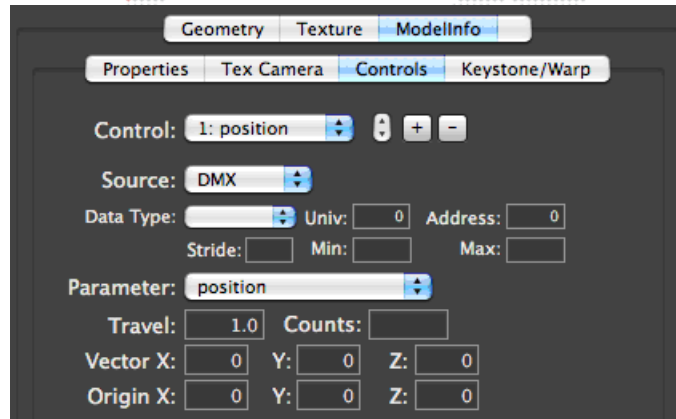 Geometry Texture ModelInfo
Properties Tex Camera Controls Keystone/Warp
Control: 1: position + -
Source: DMX
Data Type: Univ: 0 Address: 0
Stride: Min: Max:
Parameter: position
Travel: 1.0 Counts:
Vector X: 0 Y: 0 Z: 0
Origin X: 0 Y: 0 Z: 0